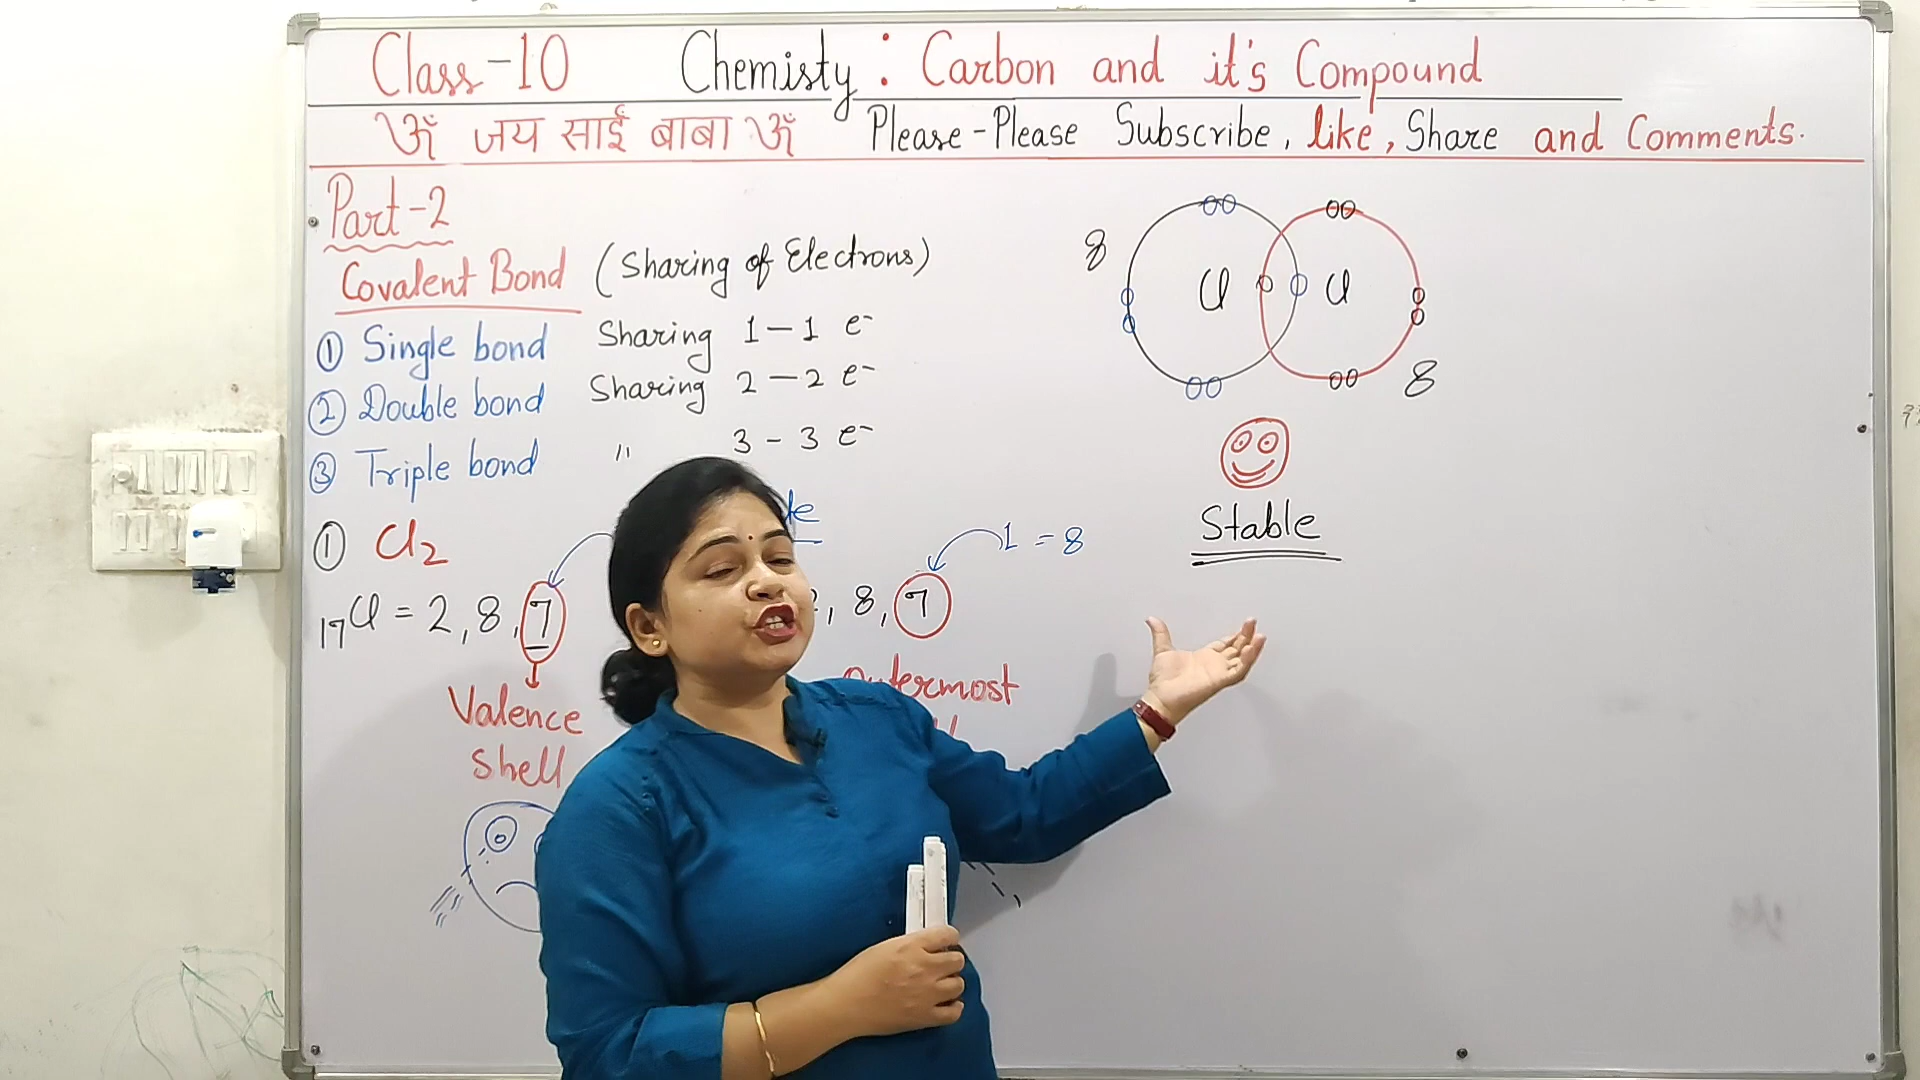 Class-10 Chemisty: Carbon and it's Compound
ॐ जय साई बाबा ॐ Please-Please Subscribe, like, Share and Comments.
Part-2
Covalent Bond (Sharing of Electrons)
① Single bond Sharing 1-1 e⁻
② Double bond Sharing 2-2 e⁻
③ Triple bond " 3-3 e⁻
① Cl₂
1 = 8
₁₇Cl = 2, 8, 7
, 8, 7
Valence
Shell
Outermost
8
Cl Cl
8
Stable